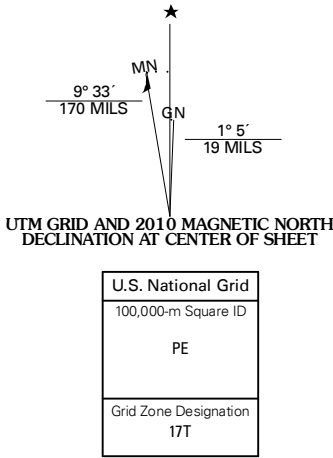 MN
GN
9° 33´
170 MILS
1° 5´
19 MILS
UTM GRID AND 2010 MAGNETIC NORTH
DECLINATION AT CENTER OF SHEET
U.S. National Grid
100,000-m Square ID
PE
Grid Zone Designation
17T